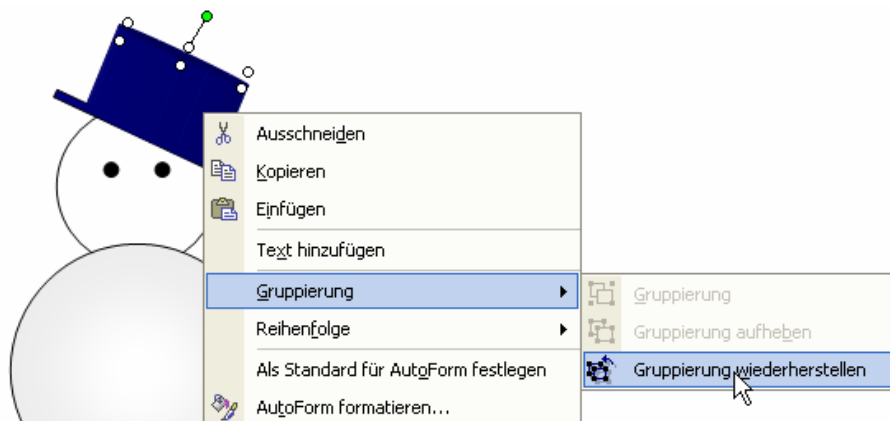 Ausschneiden
Kopieren
Einfügen
Text hinzufügen
Gruppierung
Reihenfolge
Als Standard für AutoForm festlegen
AutoForm formatieren...
Gruppierung
Gruppierung aufheben
Gruppierung wiederherstellen